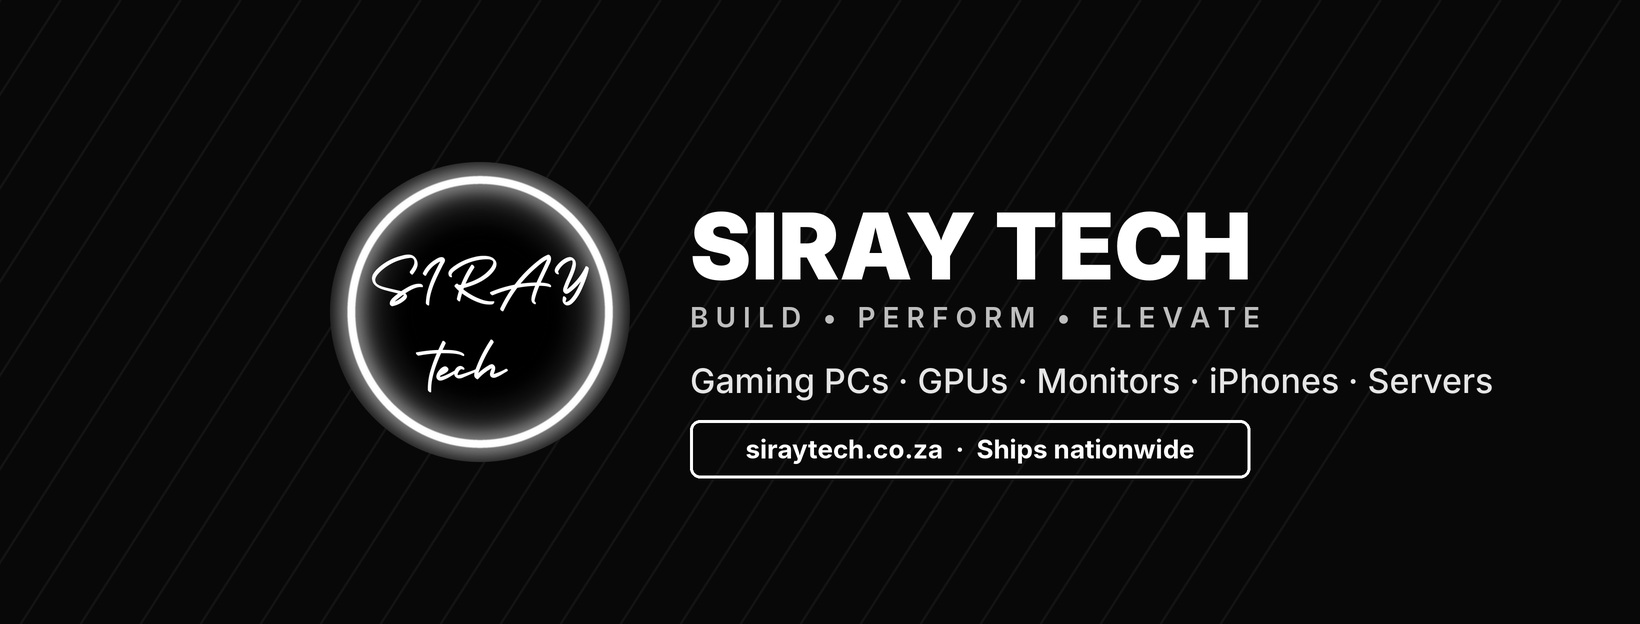 SIRAY
tech
SIRAY TECH
BUILD • PERFORM • ELEVATE
Gaming PCs · GPUs · Monitors · iPhones · Servers
siraytech.co.za · Ships nationwide